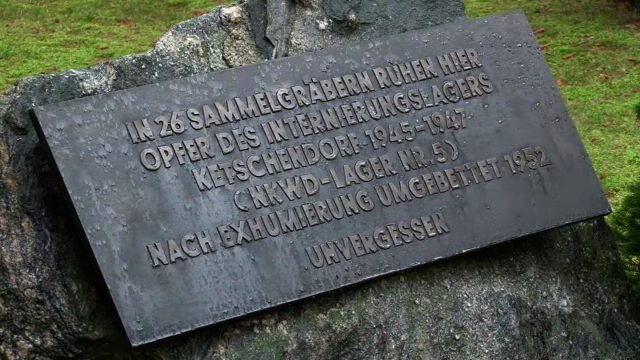 IN 26 SAMMELGRÄBERN RUHEN HIER
OPFER DES INTERNIERUNGSLAGERS
KETSCHENDORF 1945-1947
(NKWD-LAGER NR. 5)
NACH EXHUMIERUNG UMGEBETTET 1952
UNVERGESSEN